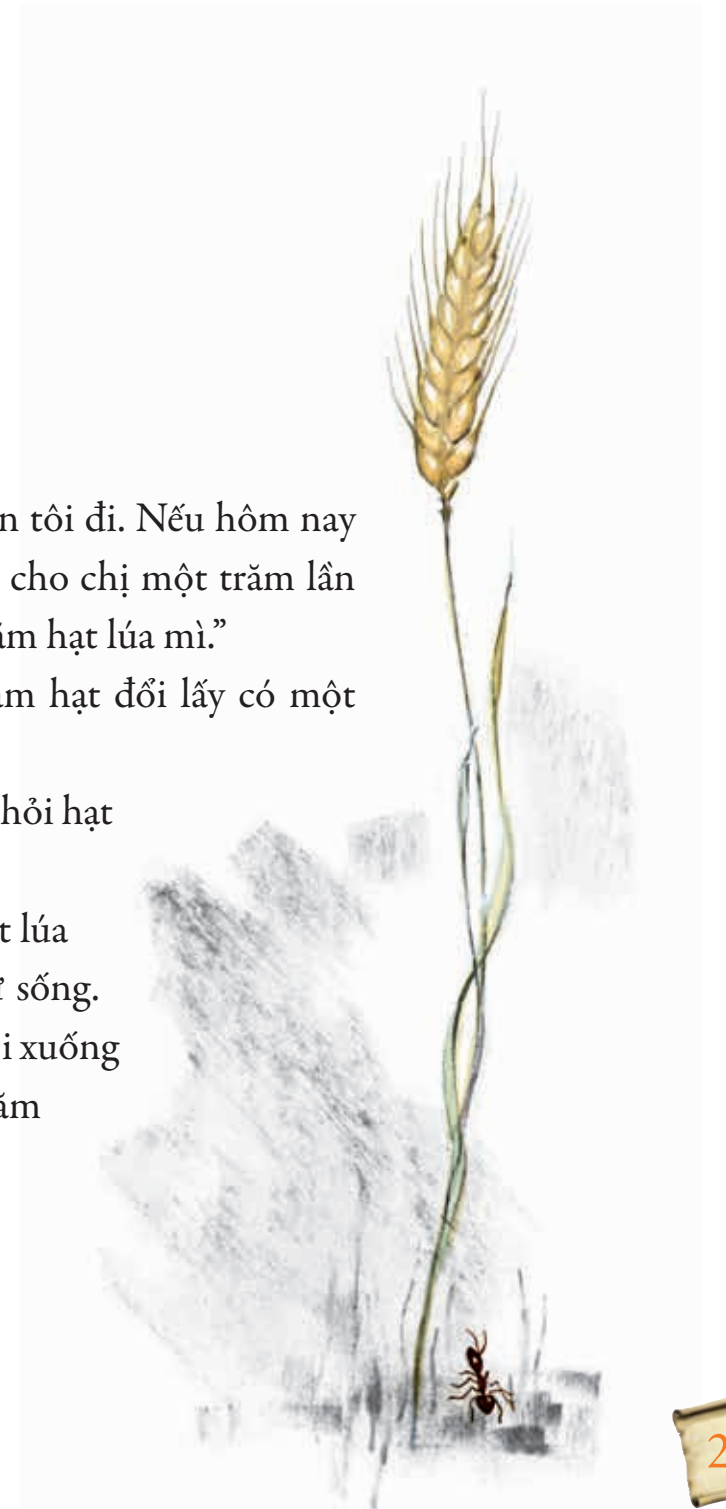 n tôi đi. Nếu hôm nay
cho chị một trăm lần
ăm hạt lúa mì.”
am hạt đổi lấy có một
hỏi hạt
t lúa
sống.
i xuống
ăm
2